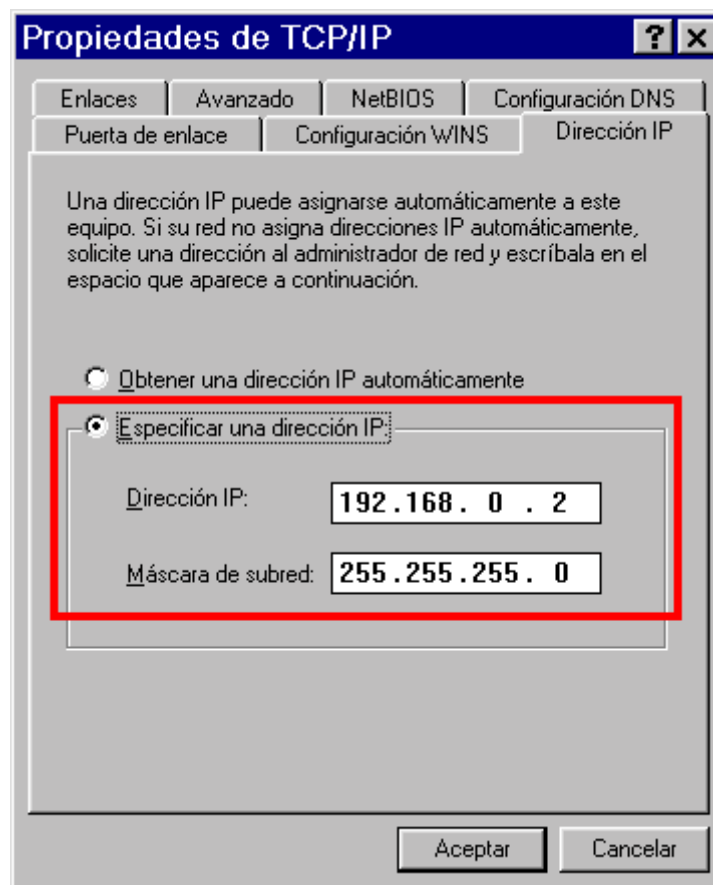 Propiedades de TCP/IP
Enlaces Avanzado NetBIOS Configuración DNS
Puerta de enlace Configuración WINS Dirección IP
Una dirección IP puede asignarse automáticamente a este
equipo. Si su red no asigna direcciones IP automáticamente,
solicite una dirección al administrador de red y escríbala en el
espacio que aparece a continuación.
Obtener una dirección IP automáticamente
Especificar una dirección IP:
Dirección IP: 192.168. 0 . 2
Máscara de subred: 255.255.255. 0
Aceptar Cancelar